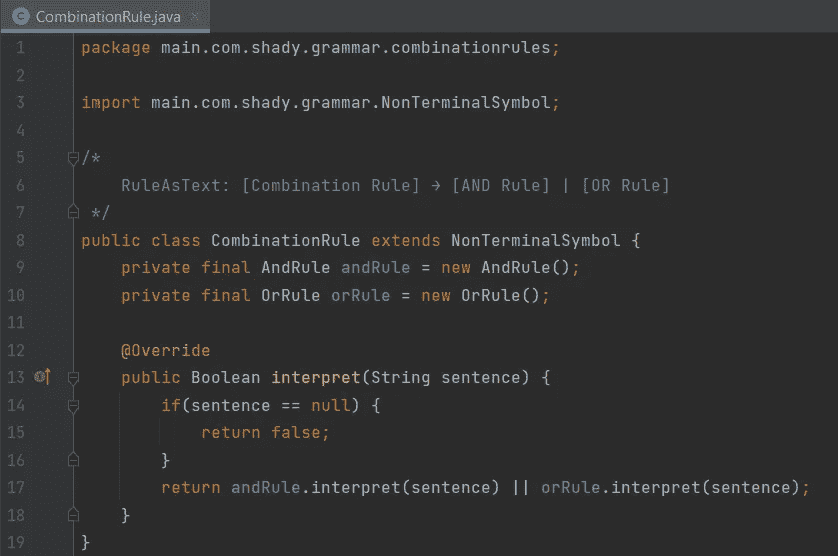 CombinationRule.java
1 package main.com.shady.grammar.combinationrules;
2
3 import main.com.shady.grammar.NonTerminalSymbol;
4
5 /*
6 RuleAsText: [Combination Rule] → [AND Rule] | [OR Rule]
7 */
8 public class CombinationRule extends NonTerminalSymbol {
9 private final AndRule andRule = new AndRule();
10 private final OrRule orRule = new OrRule();
11
12 @Override
13 public Boolean interpret(String sentence) {
14 if(sentence == null) {
15 return false;
16 }
17 return andRule.interpret(sentence) || orRule.interpret(sentence);
18 }
19 }